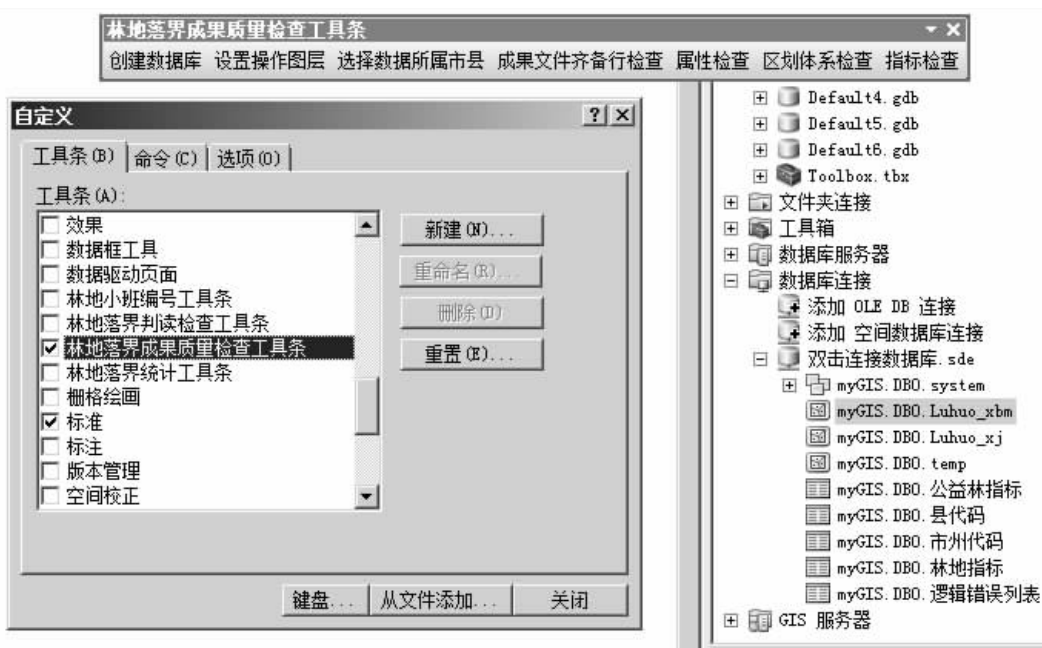 林地落界成果质量检查工具条
创建数据库 设置操作图层 选择数据所属市县 成果文件齐备行检查 属性检查 区划体系检查 指标检查
自定义
工具条(B) 命令(C) 选项(O)
工具条(A):
效果
数据框工具
数据驱动页面
林地小班编号工具条
林地落界判读检查工具条
林地落界成果质量检查工具条
林地落界统计工具条
栅格绘画
标准
标注
版本管理
空间校正
新建(N)...
重命名(R)...
删除(D)
重置(E)...
键盘... 从文件添加... 关闭
Default4.gdb
Default5.gdb
Default6.gdb
Toolbox.tbx
文件夹连接
工具箱
数据库服务器
数据库连接
添加 OLE DB 连接
添加 空间数据库连接
双击连接数据库.sde
myGIS.DBO.system
myGIS.DBO.Luhuo_xbm
myGIS.DBO.Luhuo_xj
myGIS.DBO.temp
myGIS.DBO.公益林指标
myGIS.DBO.县代码
myGIS.DBO.市州代码
myGIS.DBO.林地指标
myGIS.DBO.逻辑错误列表
GIS 服务器